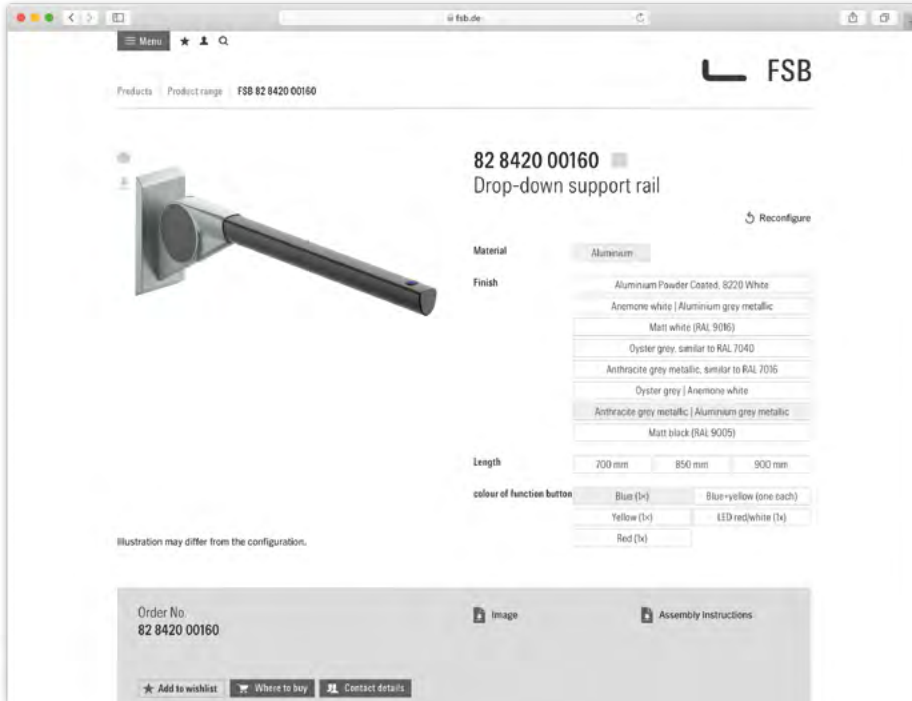 fsb.de
Menu
FSB
Products Product range FSB 82 8420 00160
82 8420 00160
Drop-down support rail
Reconfigure
Material Aluminium
Finish Aluminium Powder Coated, 8220 White
Anemone white | Aluminium grey metallic
Matt white (RAL 9016)
Oyster grey, similar to RAL 7040
Anthracite grey metallic, similar to RAL 7016
Oyster grey | Anemone white
Anthracite grey metallic | Aluminium grey metallic
Matt black (RAL 9005)
Length 700 mm 850 mm 900 mm
colour of function button Blue (1×) Blue+yellow (one each)
Yellow (1×) LED red/white (1x)
Red (1x)
Illustration may differ from the configuration.
Order No.
82 8420 00160
Image
Assembly Instructions
Add to wishlist Where to buy Contact details